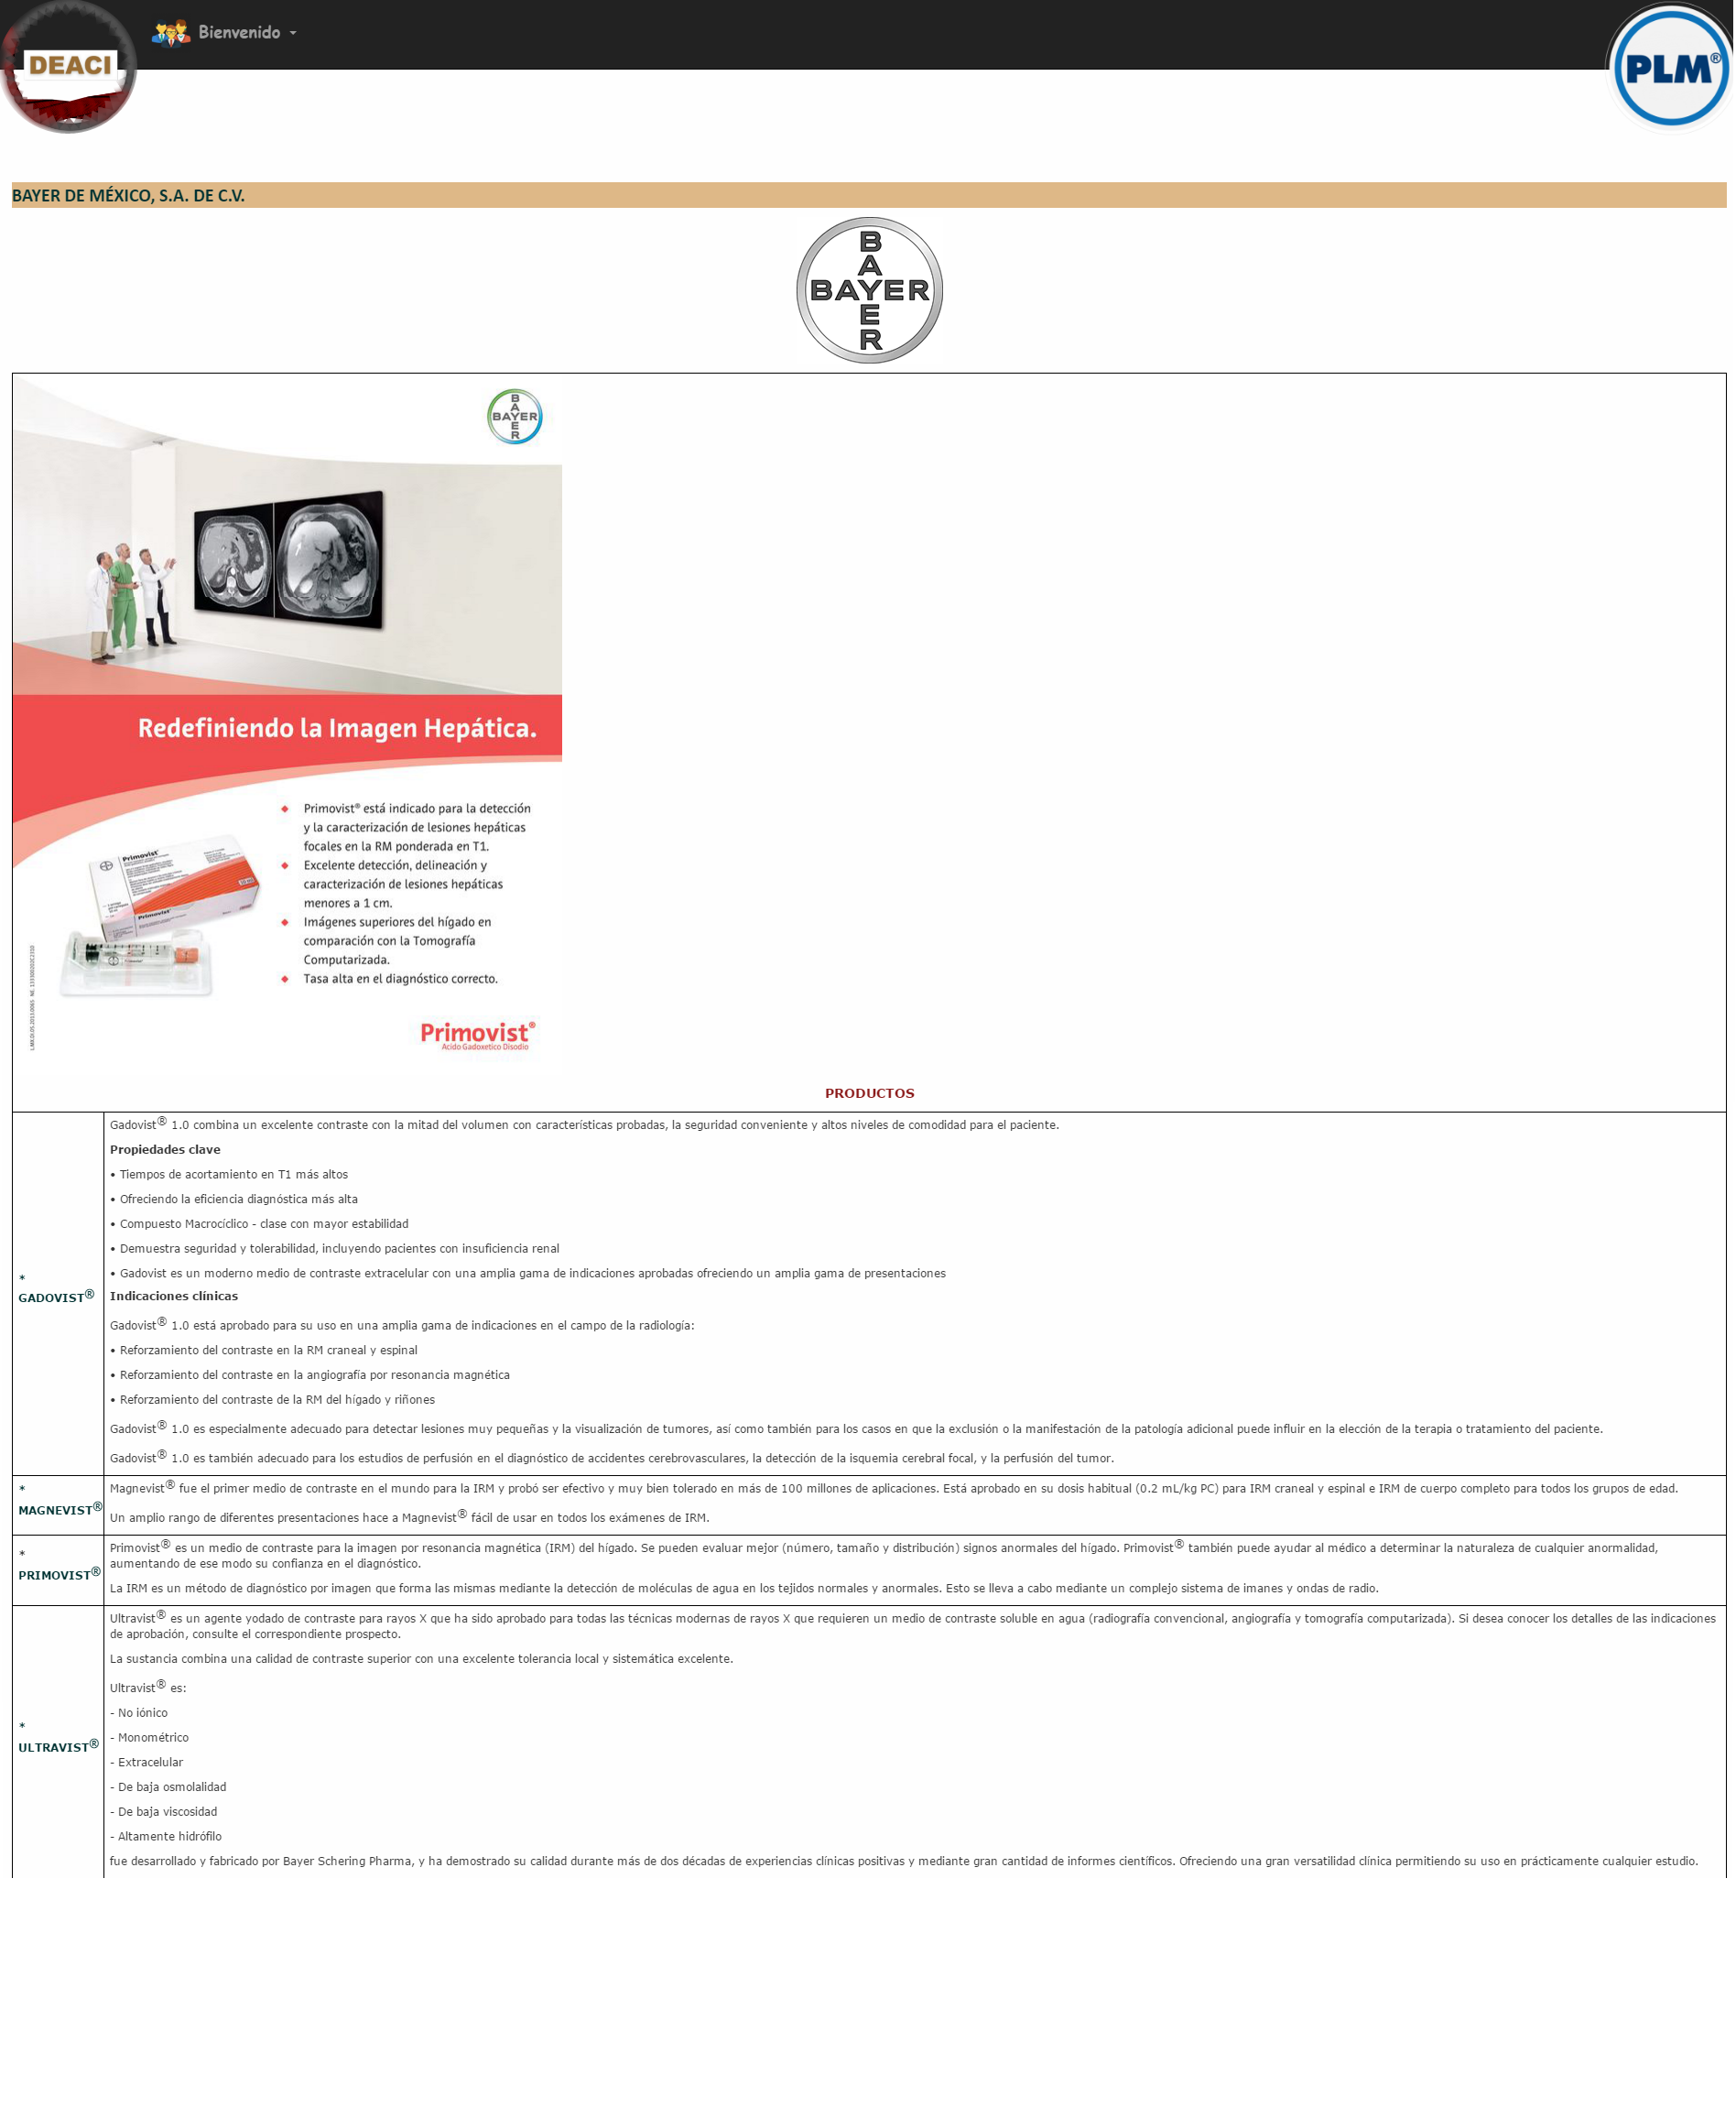 DEACI
Bienvenido
PLM®
BAYER DE MÉXICO, S.A. DE C.V.
BAYER
BAYER
BAYER
BAYER
Redefiniendo la Imagen Hepática.
Primovist® está indicado para la detección
y la caracterización de lesiones hepáticas
focales en la RM ponderada en T1.
Excelente detección, delineación y
caracterización de lesiones hepáticas
menores a 1 cm.
Imágenes superiores del hígado en
comparación con la Tomografía
Computarizada.
Tasa alta en el diagnóstico correcto.
Primovist
Primovist
Primovist®
Acido Gadoxetico Disodio
PRODUCTOS
* GADOVIST®
Gadovist® 1.0 combina un excelente contraste con la mitad del volumen con características probadas, la seguridad conveniente y altos niveles de comodidad para el paciente.
Propiedades clave
• Tiempos de acortamiento en T1 más altos
• Ofreciendo la eficiencia diagnóstica más alta
• Compuesto Macrocíclico - clase con mayor estabilidad
• Demuestra seguridad y tolerabilidad, incluyendo pacientes con insuficiencia renal
• Gadovist es un moderno medio de contraste extracelular con una amplia gama de indicaciones aprobadas ofreciendo un amplia gama de presentaciones
Indicaciones clínicas
Gadovist® 1.0 está aprobado para su uso en una amplia gama de indicaciones en el campo de la radiología:
• Reforzamiento del contraste en la RM craneal y espinal
• Reforzamiento del contraste en la angiografía por resonancia magnética
• Reforzamiento del contraste de la RM del hígado y riñones
Gadovist® 1.0 es especialmente adecuado para detectar lesiones muy pequeñas y la visualización de tumores, así como también para los casos en que la exclusión o la manifestación de la patología adicional puede influir en la elección de la terapia o tratamiento del paciente.
Gadovist® 1.0 es también adecuado para los estudios de perfusión en el diagnóstico de accidentes cerebrovasculares, la detección de la isquemia cerebral focal, y la perfusión del tumor.
* MAGNEVIST®
Magnevist® fue el primer medio de contraste en el mundo para la IRM y probó ser efectivo y muy bien tolerado en más de 100 millones de aplicaciones. Está aprobado en su dosis habitual (0.2 mL/kg PC) para IRM craneal y espinal e IRM de cuerpo completo para todos los grupos de edad.
Un amplio rango de diferentes presentaciones hace a Magnevist® fácil de usar en todos los exámenes de IRM.
* PRIMOVIST®
Primovist® es un medio de contraste para la imagen por resonancia magnética (IRM) del hígado. Se pueden evaluar mejor (número, tamaño y distribución) signos anormales del hígado. Primovist® también puede ayudar al médico a determinar la naturaleza de cualquier anormalidad,
aumentando de ese modo su confianza en el diagnóstico.
La IRM es un método de diagnóstico por imagen que forma las mismas mediante la detección de moléculas de agua en los tejidos normales y anormales. Esto se lleva a cabo mediante un complejo sistema de imanes y ondas de radio.
* ULTRAVIST®
Ultravist® es un agente yodado de contraste para rayos X que ha sido aprobado para todas las técnicas modernas de rayos X que requieren un medio de contraste soluble en agua (radiografía convencional, angiografía y tomografía computarizada). Si desea conocer los detalles de las indicaciones
de aprobación, consulte el correspondiente prospecto.
La sustancia combina una calidad de contraste superior con una excelente tolerancia local y sistemática excelente.
Ultravist® es:
- No iónico
- Monométrico
- Extracelular
- De baja osmolalidad
- De baja viscosidad
- Altamente hidrófilo
fue desarrollado y fabricado por Bayer Schering Pharma, y ha demostrado su calidad durante más de dos décadas de experiencias clínicas positivas y mediante gran cantidad de informes científicos. Ofreciendo una gran versatilidad clínica permitiendo su uso en prácticamente cualquier estudio.